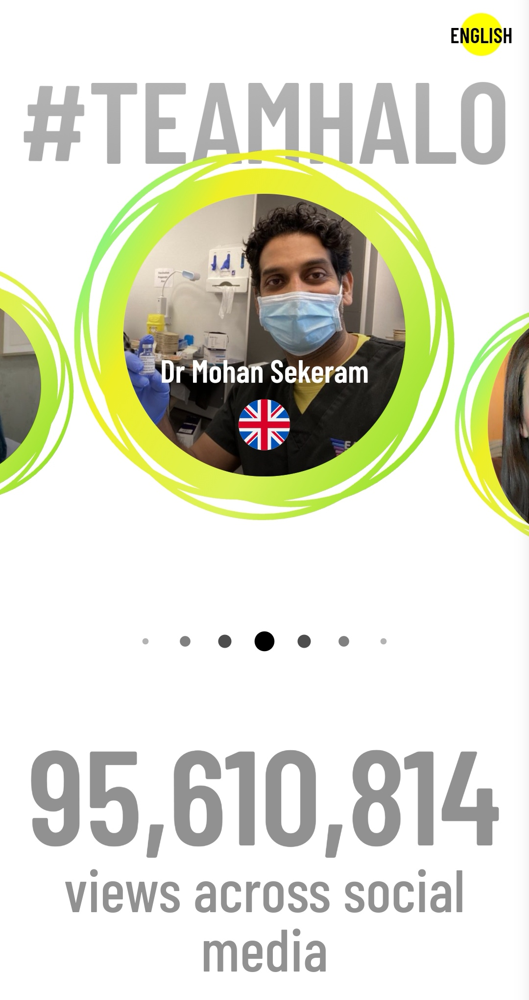 ENGLISH
#TEAMHALO
Dr Mohan Sekeram
95,610,814
views across social
media